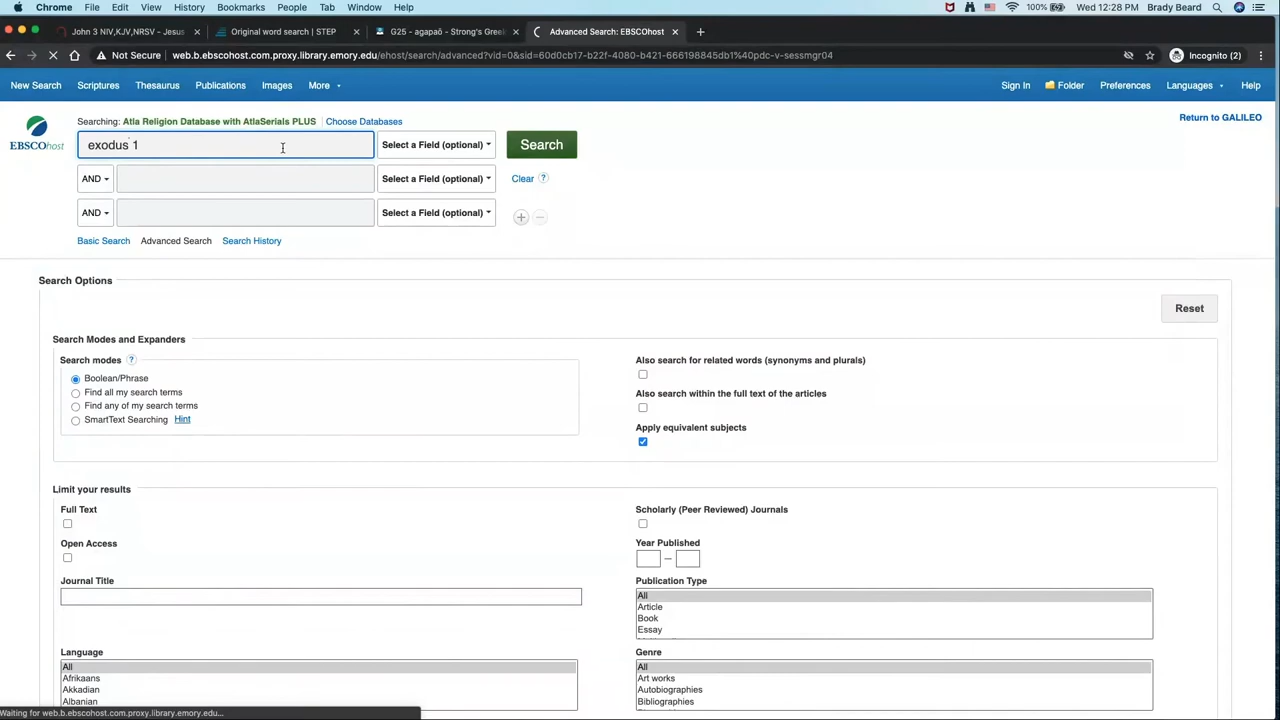 Chrome File Edit View History Bookmarks People Tab Window Help 100% Wed 12:28 PM Brady Beard
John 3 NIV,KJV,NRSV - Jesus Original word search | STEP G25 - agapaō - Strong's Greek Advanced Search: EBSCOhost
Not Secure web.b.ebscohost.com.proxy.library.emory.edu/ehost/search/advanced?vid=0&sid=60d0cb17-b22f-4080-b421-666198845db1%40pdc-v-sessmgr04 Incognito (2)
New Search Scriptures Thesaurus Publications Images More Sign In Folder Preferences Languages Help
Searching: Atla Religion Database with AtlaSerials PLUS Choose Databases Return to GALILEO
EBSCOhost
exodus 1 Select a Field (optional) Search
AND Select a Field (optional) Clear ?
AND Select a Field (optional)
Basic Search Advanced Search Search History
Search Options
Reset
Search Modes and Expanders
Search modes ? Also search for related words (synonyms and plurals)
Boolean/Phrase
Find all my search terms Also search within the full text of the articles
Find any of my search terms
SmartText Searching Hint Apply equivalent subjects
Limit your results
Full Text Scholarly (Peer Reviewed) Journals
Open Access Year Published
–
Journal Title Publication Type
All
Article
Book
Essay
Language Genre
All All
Afrikaans Art works
Akkadian Autobiographies
Albanian Bibliographies
Waiting for web.b.ebscohost.com.proxy.library.emory.edu...